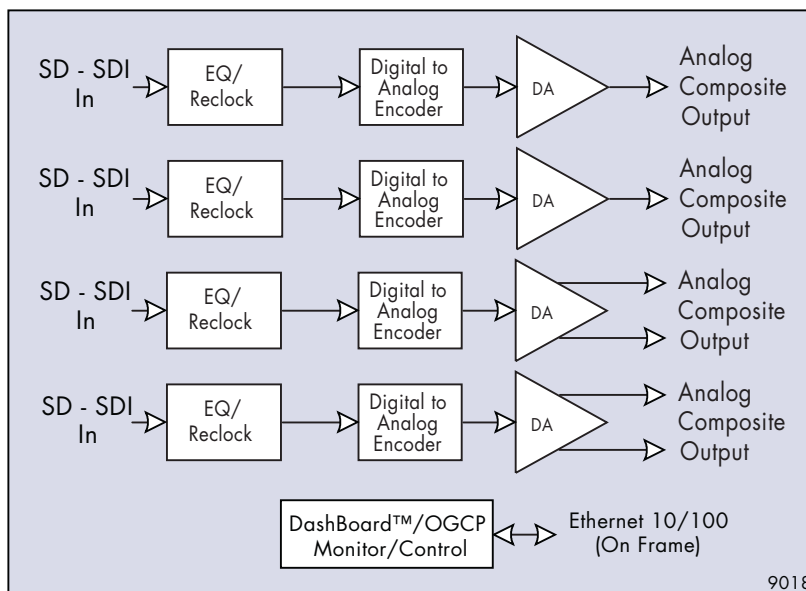 SD - SDI
In
EQ/
Reclock
Digital to
Analog
Encoder
DA
Analog
Composite
Output
SD - SDI
In
EQ/
Reclock
Digital to
Analog
Encoder
DA
Analog
Composite
Output
SD - SDI
In
EQ/
Reclock
Digital to
Analog
Encoder
DA
Analog
Composite
Output
SD - SDI
In
EQ/
Reclock
Digital to
Analog
Encoder
DA
Analog
Composite
Output
DashBoard™/OGCP
Monitor/Control
Ethernet 10/100
(On Frame)
9018